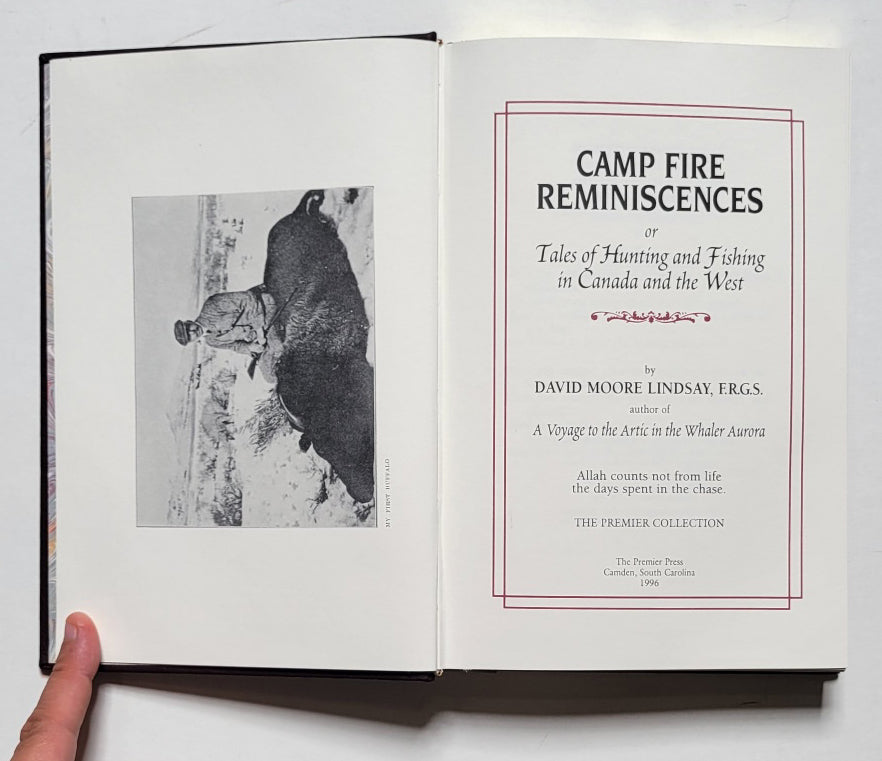 MY FIRST BUFFALO
CAMP FIRE
REMINISCENCES
or
Tales of Hunting and Fishing
in Canada and the West
by
DAVID MOORE LINDSAY, F.R.G.S.
author of
A Voyage to the Artic in the Whaler Aurora
Allah counts not from life
the days spent in the chase.
THE PREMIER COLLECTION
The Premier Press
Camden, South Carolina
1996